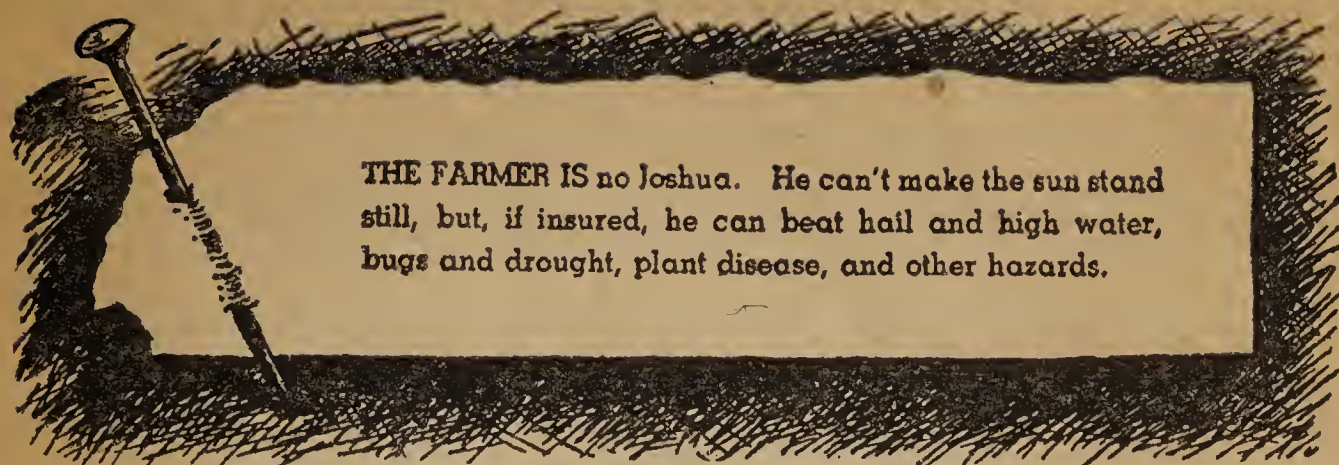 THE FARMER IS no Joshua. He can't make the sun stand
still, but, if insured, he can beat hail and high water,
bugs and drought, plant disease, and other hazards.